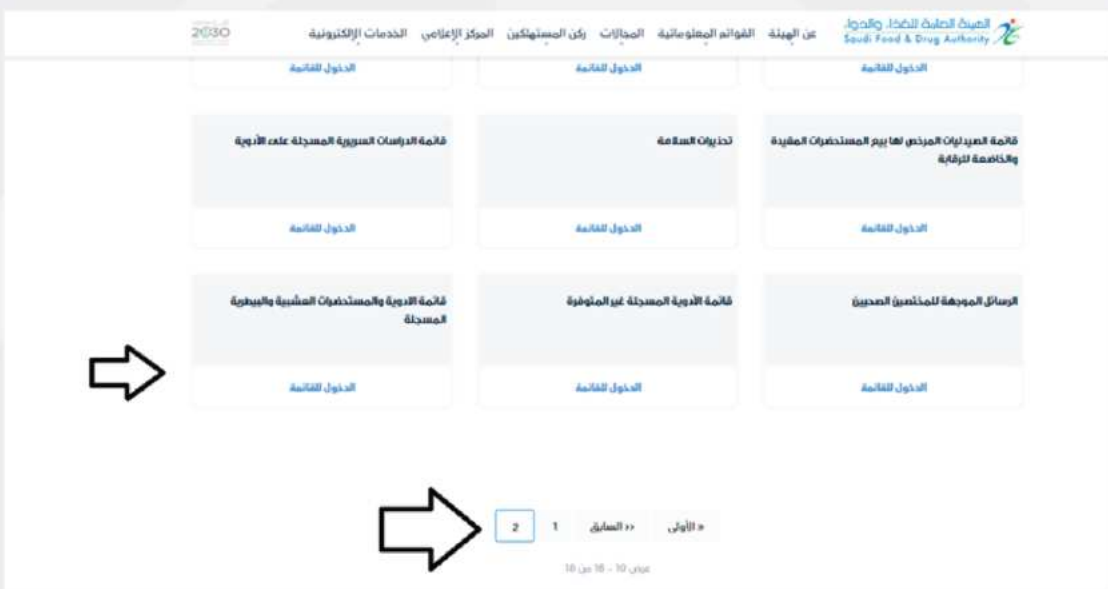 الهيئة العامة للغذاء والدواء
Saudi Food & Drug Authority
عن الهيئة القوائم المعلوماتية المجالات ركن المستهلكين المركز الإعلامي الخدمات الإلكترونية
2030
الدخول للقائمة الدخول للقائمة الدخول للقائمة
قائمة الصيدليات المرخص لها ببيع المستحضرات المقيدة
والخاضعة للرقابة
تحذيرات السلامة
قائمة الدراسات السريرية المسجلة على الأدوية
الدخول للقائمة الدخول للقائمة الدخول للقائمة
الرسائل الموجهة للمختصين الصحيين
قائمة الأدوية المسجلة غير المتوفرة
قائمة الادوية والمستحضرات العشبية والبيطرية
المسجلة
الدخول للقائمة الدخول للقائمة الدخول للقائمة
« الأولى ‹‹ السابق 1 2
عرض 10 - 18 من 18